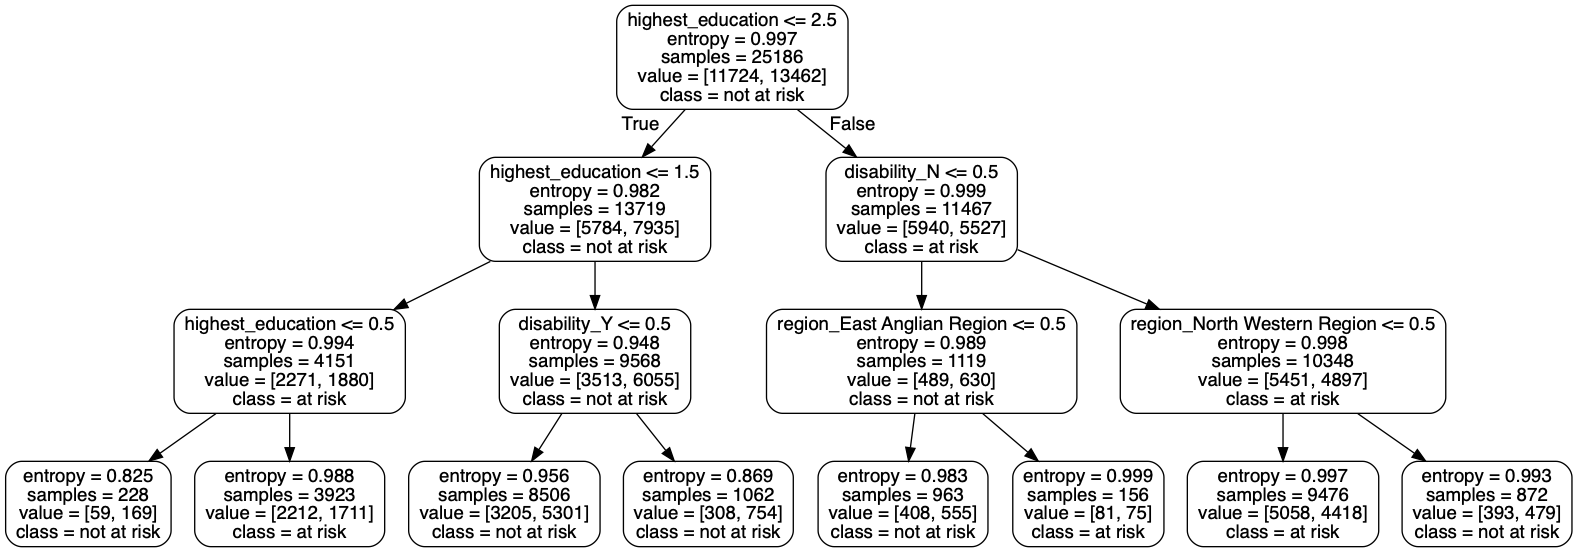 highest_education <= 2.5
entropy = 0.997
samples = 25186
value = [11724, 13462]
class = not at risk
True
False
highest_education <= 1.5
entropy = 0.982
samples = 13719
value = [5784, 7935]
class = not at risk
disability_N <= 0.5
entropy = 0.999
samples = 11467
value = [5940, 5527]
class = at risk
highest_education <= 0.5
entropy = 0.994
samples = 4151
value = [2271, 1880]
class = at risk
disability_Y <= 0.5
entropy = 0.948
samples = 9568
value = [3513, 6055]
class = not at risk
region_East Anglian Region <= 0.5
entropy = 0.989
samples = 1119
value = [489, 630]
class = not at risk
region_North Western Region <= 0.5
entropy = 0.998
samples = 10348
value = [5451, 4897]
class = at risk
entropy = 0.825
samples = 228
value = [59, 169]
class = not at risk
entropy = 0.988
samples = 3923
value = [2212, 1711]
class = at risk
entropy = 0.956
samples = 8506
value = [3205, 5301]
class = not at risk
entropy = 0.869
samples = 1062
value = [308, 754]
class = not at risk
entropy = 0.983
samples = 963
value = [408, 555]
class = not at risk
entropy = 0.999
samples = 156
value = [81, 75]
class = at risk
entropy = 0.997
samples = 9476
value = [5058, 4418]
class = at risk
entropy = 0.993
samples = 872
value = [393, 479]
class = not at risk